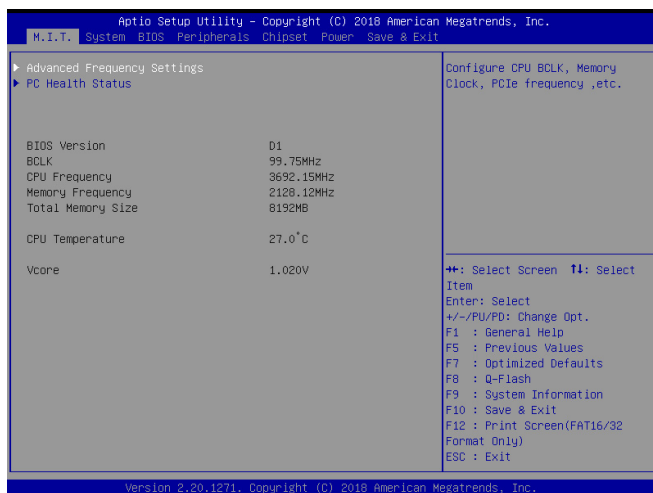 Aptio Setup Utility – Copyright (C) 2018 American Megatrends, Inc.
M.I.T. System BIOS Peripherals Chipset Power Save & Exit
Advanced Frequency Settings
PC Health Status
BIOS Version D1
BCLK 99.75MHz
CPU Frequency 3692.15MHz
Memory Frequency 2128.12MHz
Total Memory Size 8192MB
CPU Temperature 27.0°C
Vcore 1.020V
Configure CPU BCLK, Memory
Clock, PCIe frequency ,etc.
→←: Select Screen ↑↓: Select
Item
Enter: Select
+/-/PU/PD: Change Opt.
F1 : General Help
F5 : Previous Values
F7 : Optimized Defaults
F8 : Q-Flash
F9 : System Information
F10 : Save & Exit
F12 : Print Screen(FAT16/32
Format Only)
ESC : Exit
Version 2.20.1271. Copyright (C) 2018 American Megatrends, Inc.